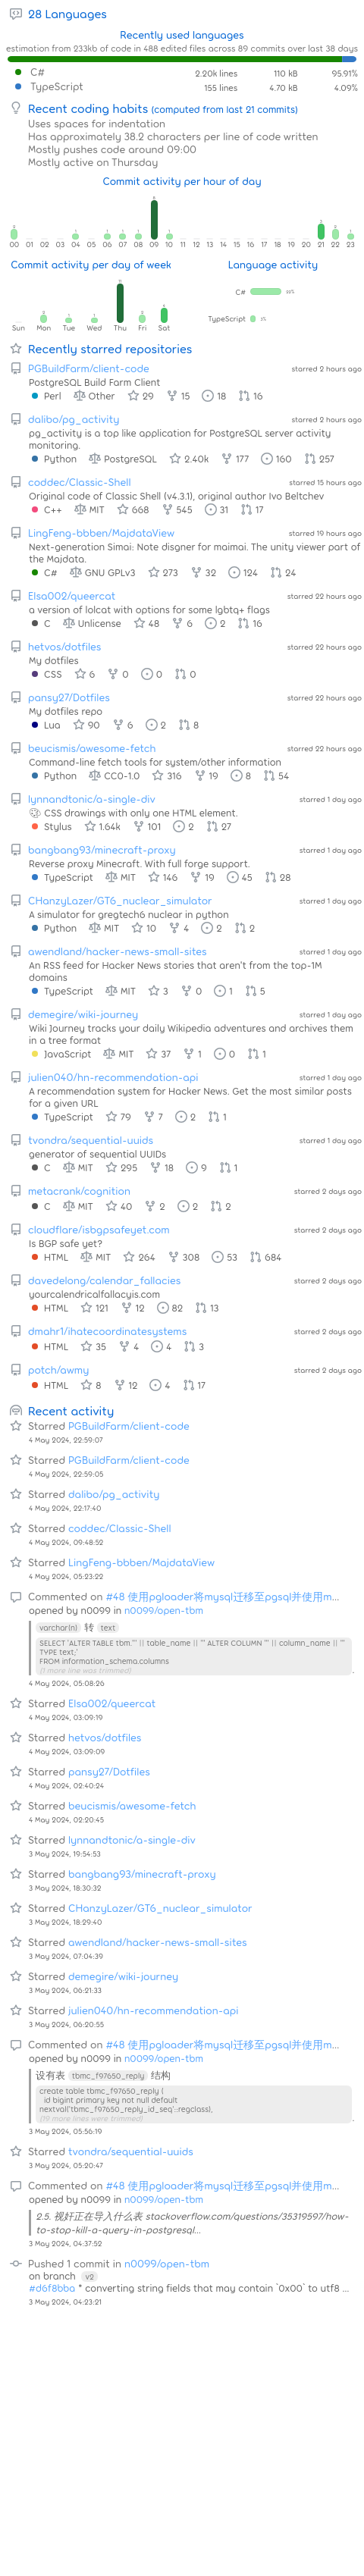 28 Languages
Recently used languages
estimation from 233kb of code in 488 edited files across 89 commits over last 38 days
C# 2.20k lines 110 kB 95.91%
TypeScript 155 lines 4.70 kB 4.09%
Recent coding habits (computed from last 21 commits)
Uses spaces for indentation
Has approximately 38.2 characters per line of code written
Mostly pushes code around 09:00
Mostly active on Thursday
Commit activity per hour of day
00 01 02 03 04 05 06 07 08 09 10 11 12 13 14 15 16 17 18 19 20 21 22 23
Commit activity per day of week
Sun Mon Tue Wed Thu Fri Sat
Language activity
C#
TypeScript
Recently starred repositories
PGBuildFarm/client-code starred 2 hours ago
PostgreSQL Build Farm Client
Perl Other 29 15 18 16
dalibo/pg_activity starred 2 hours ago
pg_activity is a top like application for PostgreSQL server activity
monitoring.
Python PostgreSQL 2.40k 177 160 257
coddec/Classic-Shell starred 15 hours ago
Original code of Classic Shell (v4.3.1), original author Ivo Beltchev
C++ MIT 668 545 31 17
LingFeng-bbben/MajdataView starred 19 hours ago
Next-generation Simai: Note disgner for maimai. The unity viewer part of
the Majdata.
C# GNU GPLv3 273 32 124 24
Elsa002/queercat starred 22 hours ago
a version of lolcat with options for some lgbtq+ flags
C Unlicense 48 6 2 16
hetvos/dotfiles starred 22 hours ago
My dotfiles
CSS 6 0 0 0
pansy27/Dotfiles starred 22 hours ago
My dotfiles repo
Lua 90 6 2 8
beucismis/awesome-fetch starred 22 hours ago
Command-line fetch tools for system/other information
Python CC0-1.0 316 19 8 54
lynnandtonic/a-single-div starred 1 day ago
🎨 CSS drawings with only one HTML element.
Stylus 1.64k 101 2 27
bangbang93/minecraft-proxy starred 1 day ago
Reverse proxy Minecraft. With full forge support.
TypeScript MIT 146 19 45 28
CHanzyLazer/GT6_nuclear_simulator starred 1 day ago
A simulator for gregtech6 nuclear in python
Python MIT 10 4 2 2
awendland/hacker-news-small-sites starred 1 day ago
An RSS feed for Hacker News stories that aren't from the top-1M
domains
TypeScript MIT 3 0 1 5
demegire/wiki-journey starred 1 day ago
Wiki Journey tracks your daily Wikipedia adventures and archives them
in a tree format
JavaScript MIT 37 1 0 1
julien040/hn-recommendation-api starred 1 day ago
A recommendation system for Hacker News. Get the most similar posts
for a given URL
TypeScript 79 7 2 1
tvondra/sequential-uuids starred 1 day ago
generator of sequential UUIDs
C MIT 295 18 9 1
metacrank/cognition starred 2 days ago
C MIT 40 2 2 2
cloudflare/isbgpsafeyet.com starred 2 days ago
Is BGP safe yet?
HTML MIT 264 308 53 684
davedelong/calendar_fallacies starred 2 days ago
yourcalendricalfallacyis.com
HTML 121 12 82 13
dmahr1/ihatecoordinatesystems starred 2 days ago
HTML 35 4 4 3
potch/awmy starred 2 days ago
HTML 8 12 4 17
Recent activity
Starred PGBuildFarm/client-code
4 May 2024, 22:59:07
Starred PGBuildFarm/client-code
4 May 2024, 22:59:05
Starred dalibo/pg_activity
4 May 2024, 22:17:40
Starred coddec/Classic-Shell
4 May 2024, 09:48:52
Starred LingFeng-bbben/MajdataView
4 May 2024, 05:23:22
Commented on #48 使用pgloader将mysql迁移至pgsql并使用m...
opened by n0099 in n0099/open-tbm
varchar(n) 转 text
SELECT 'ALTER TABLE tbm."' || table_name || '" ALTER COLUMN "' || column_name || '"
TYPE text;'
FROM information_schema.columns
(1 more line was trimmed)
.
4 May 2024, 05:08:26
Starred Elsa002/queercat
4 May 2024, 03:09:19
Starred hetvos/dotfiles
4 May 2024, 03:09:09
Starred pansy27/Dotfiles
4 May 2024, 02:40:24
Starred beucismis/awesome-fetch
4 May 2024, 02:20:45
Starred lynnandtonic/a-single-div
3 May 2024, 19:54:53
Starred bangbang93/minecraft-proxy
3 May 2024, 18:30:32
Starred CHanzyLazer/GT6_nuclear_simulator
3 May 2024, 18:29:40
Starred awendland/hacker-news-small-sites
3 May 2024, 07:04:39
Starred demegire/wiki-journey
3 May 2024, 06:21:33
Starred julien040/hn-recommendation-api
3 May 2024, 06:20:55
Commented on #48 使用pgloader将mysql迁移至pgsql并使用m...
opened by n0099 in n0099/open-tbm
设有表 tbmc_f97650_reply 结构
create table tbmc_f97650_reply (
id bigint primary key not null default
nextval('tbmc_f97650_reply_id_seq'::regclass),
(19 more lines were trimmed)
.
3 May 2024, 05:56:19
Starred tvondra/sequential-uuids
3 May 2024, 05:20:47
Commented on #48 使用pgloader将mysql迁移至pgsql并使用m...
opened by n0099 in n0099/open-tbm
2.5. 视奸正在导入什么表 stackoverflow.com/questions/35319597/how-
to-stop-kill-a-query-in-postgresql...
3 May 2024, 04:37:52
Pushed 1 commit in n0099/open-tbm
on branch v2
#d6f8bba * converting string fields that may contain `0x00` to utf8 ...
3 May 2024, 04:23:21